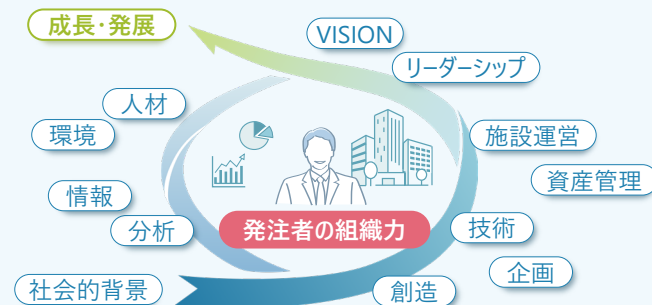 成長・発展
VISION
リーダーシップ
人材
環境
施設運営
資産管理
情報
分析
発注者の組織力
技術
企画
社会的背景
創造